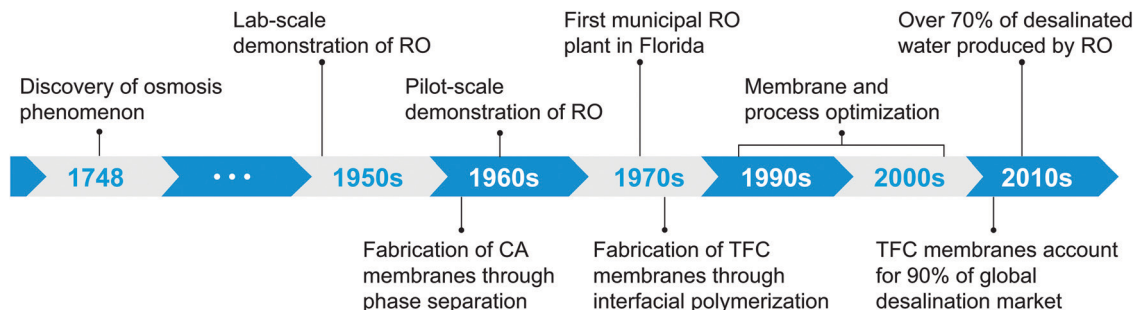 Lab-scale
demonstration of RO
First municipal RO
plant in Florida
Over 70% of desalinated
water produced by RO
Discovery of osmosis
phenomenon
Pilot-scale
demonstration of RO
Membrane and
process optimization
1748
•••
1950s
1960s
1970s
1990s
2000s
2010s
Fabrication of CA
membranes through
phase separation
Fabrication of TFC
membranes through
interfacial polymerization
TFC membranes account
for 90% of global
desalination market